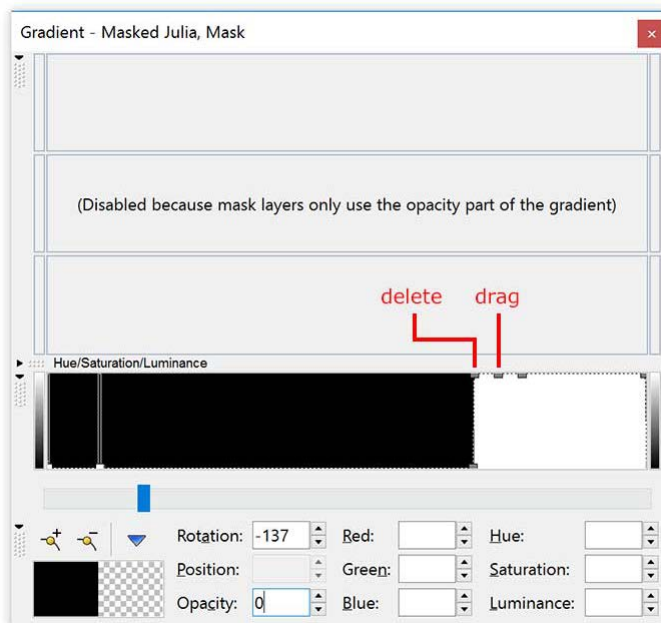 Gradient - Masked Julia, Mask
(Disabled because mask layers only use the opacity part of the gradient)
delete drag
Hue/Saturation/Luminance
Rotation: -137 Red: Hue:
Position: Green: Saturation:
Opacity: 0 Blue: Luminance: